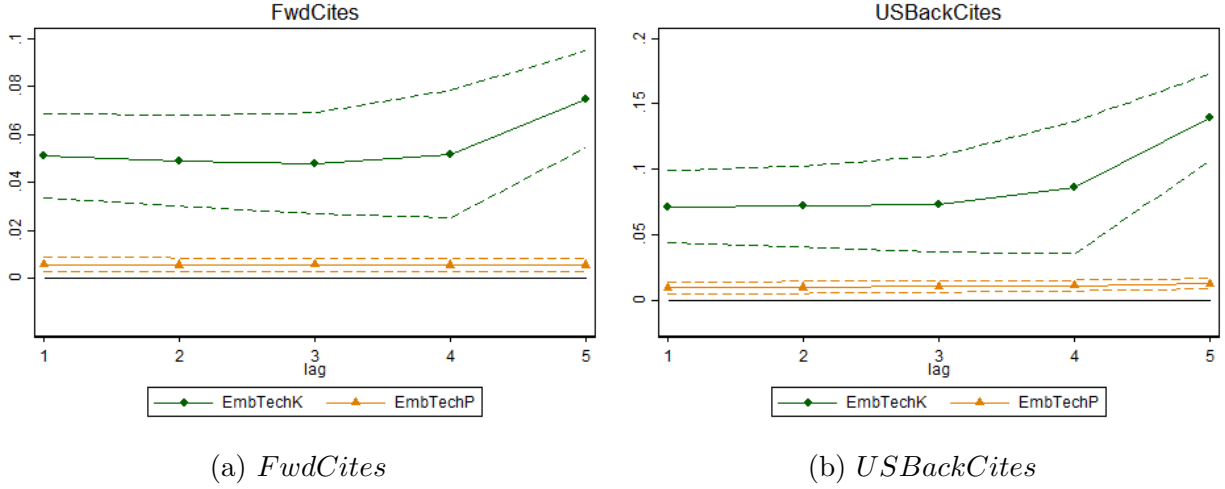 FwdCites
.1
.08
.06
.04
.02
0
1 2 3 4 5
lag
EmbTechK EmbTechP
(a) FwdCites
USBackCites
.2
.15
.1
.05
0
1 2 3 4 5
lag
EmbTechK EmbTechP
(b) USBackCites